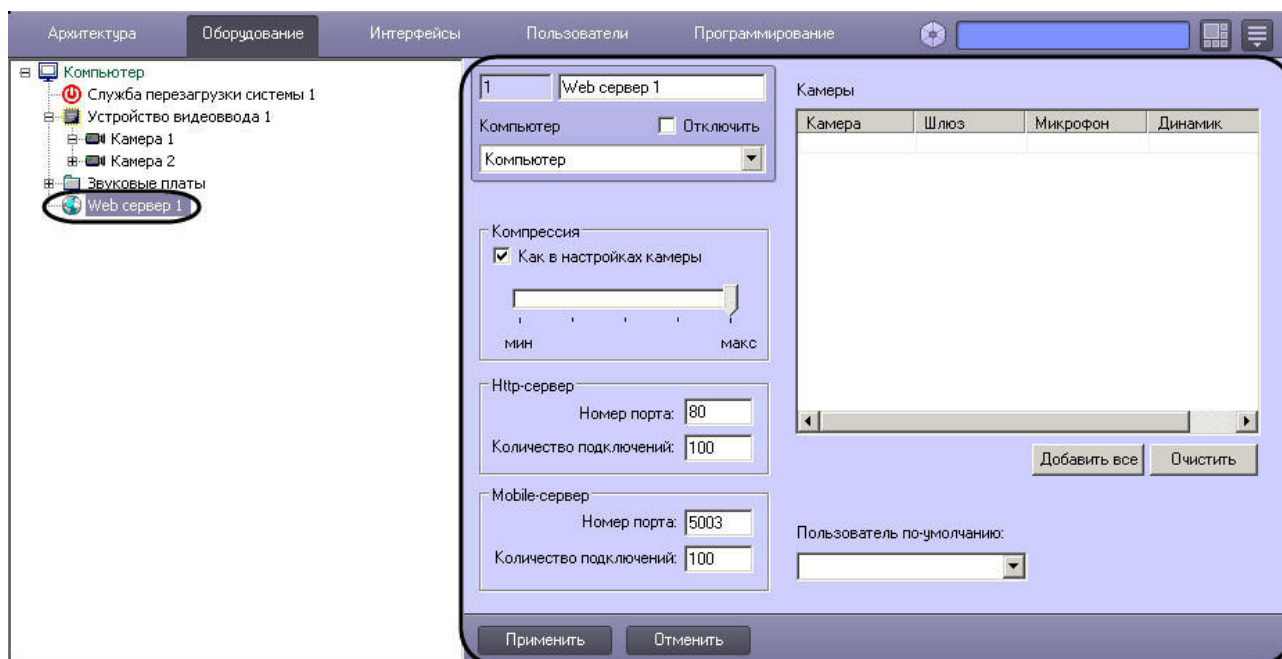 Архитектура Оборудование Интерфейсы Пользователи Программирование
Компьютер
Служба перезагрузки системы 1
Устройство видеоввода 1
Камера 1
Камера 2
Звуковые платы
Web сервер 1
1 Web сервер 1
Компьютер Отключить
Компьютер
Компрессия
Как в настройках камеры
мин макс
Http-сервер
Номер порта: 80
Количество подключений: 100
Mobile-сервер
Номер порта: 5003
Количество подключений: 100
Камеры
Камера Шлюз Микрофон Динамик
Добавить все Очистить
Пользователь по-умолчанию:
Применить Отменить